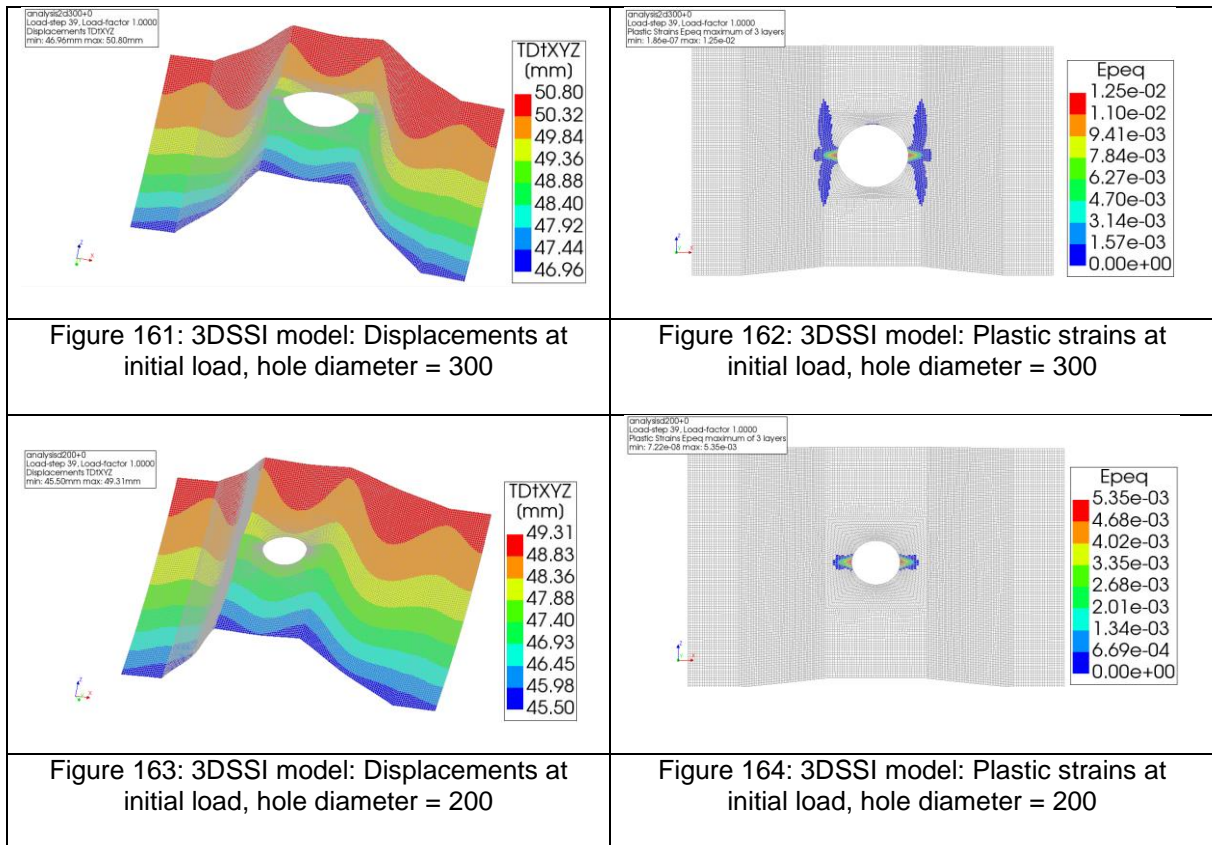 analysis2d300+0
Load-step 39, Load-factor 1.0000
Displacements TDtXYZ
min: 46.96mm max: 50.80mm
TDtXYZ
(mm)
50.80
50.32
49.84
49.36
48.88
48.40
47.92
47.44
46.96
Z
Y
X
analysis2d300+0
Load-step 39, Load-factor 1.0000
Plastic Strains Epeq maximum of 3 layers
min: 1.86e-07 max: 1.25e-02
Epeq
1.25e-02
1.10e-02
9.41e-03
7.84e-03
6.27e-03
4.70e-03
3.14e-03
1.57e-03
0.00e+00
Z
Y
X
Figure 161: 3DSSI model: Displacements at
initial load, hole diameter = 300
Figure 162: 3DSSI model: Plastic strains at
initial load, hole diameter = 300
analysisd200+0
Load-step 39, Load-factor 1.0000
Displacements TDtXYZ
min: 45.50mm max: 49.31mm
TDtXYZ
(mm)
49.31
48.83
48.36
47.88
47.40
46.93
46.45
45.98
45.50
Z
Y
X
analysisd200+0
Load-step 39, Load-factor 1.0000
Plastic Strains Epeq maximum of 3 layers
min: 7.22e-08 max: 5.35e-03
Epeq
5.35e-03
4.68e-03
4.02e-03
3.35e-03
2.68e-03
2.01e-03
1.34e-03
6.69e-04
0.00e+00
Z
Y
X
Figure 163: 3DSSI model: Displacements at
initial load, hole diameter = 200
Figure 164: 3DSSI model: Plastic strains at
initial load, hole diameter = 200